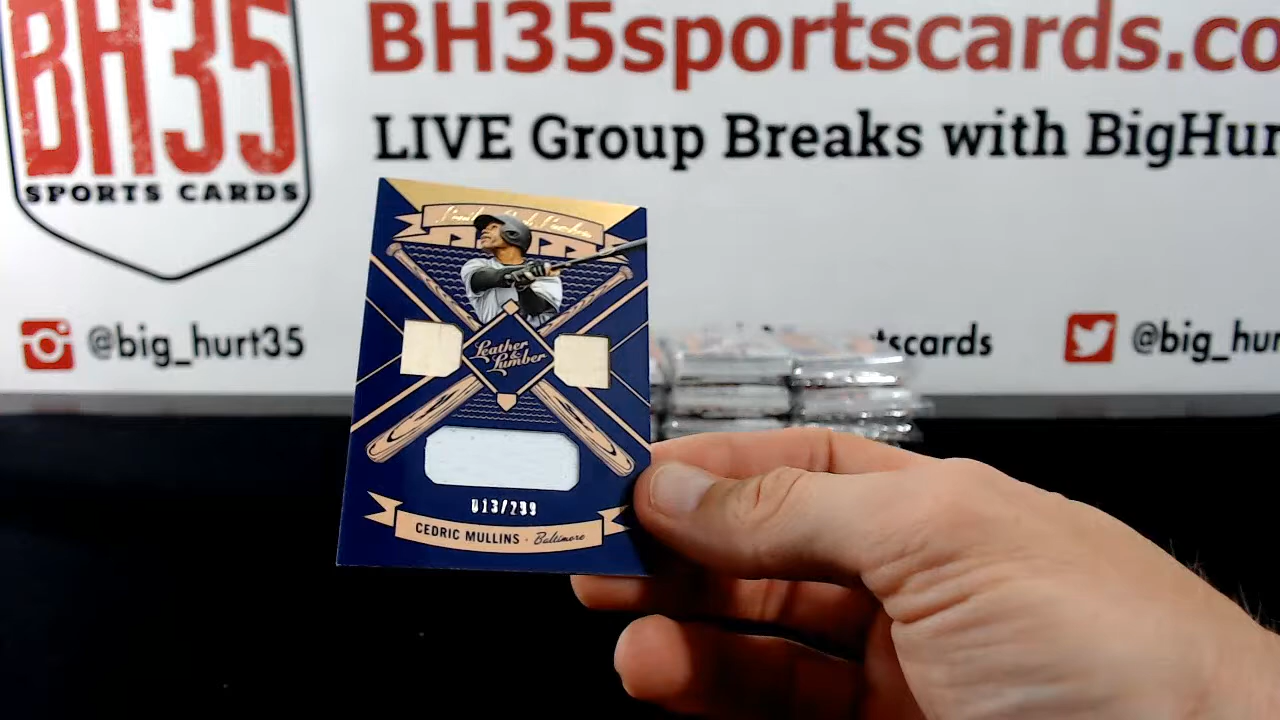 BH35
SPORTS CARDS
BH35sportscards.co
LIVE Group Breaks with BigHur
@big_hurt35
tscards
@big_hur
Leather
&
Lumber
013/299
CEDRIC MULLINS · Baltimore